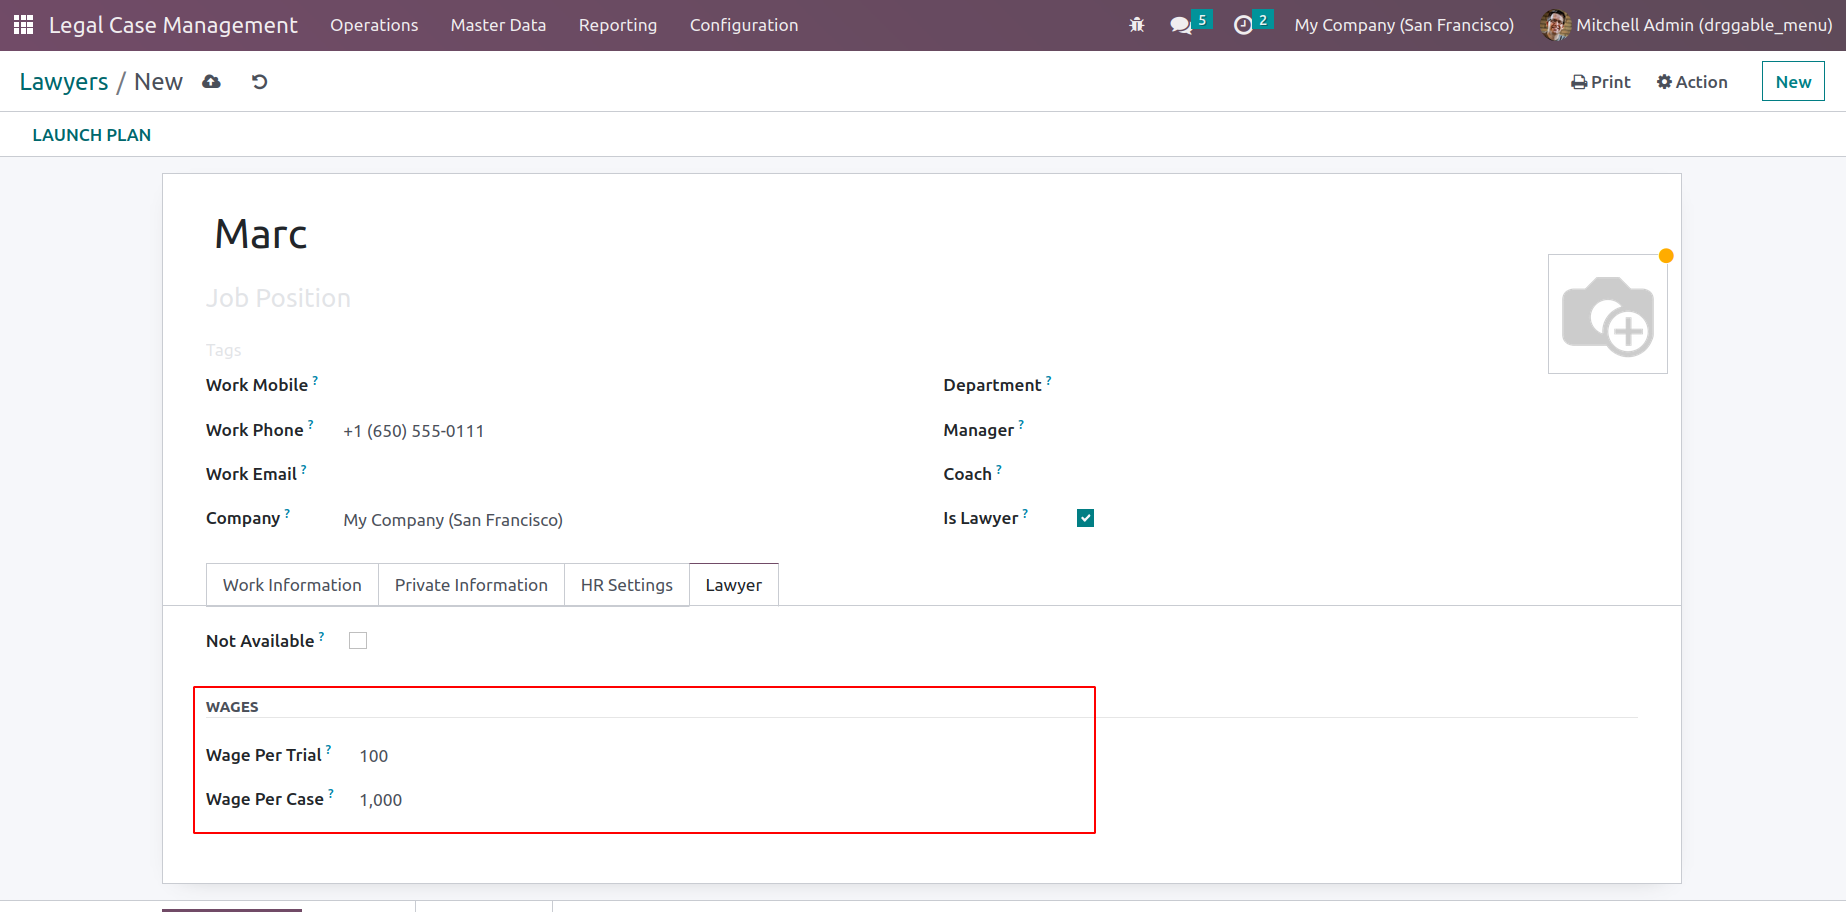 Legal Case Management Operations Master Data Reporting Configuration 5 2 My Company (San Francisco) Mitchell Admin (drggable_menu)
Lawyers / New Print Action New
LAUNCH PLAN
Marc
Job Position
Tags
Work Mobile ? Department ?
Work Phone ? +1 (650) 555-0111 Manager ?
Work Email ? Coach ?
Company ? My Company (San Francisco) Is Lawyer ?
Work Information Private Information HR Settings Lawyer
Not Available ?
WAGES
Wage Per Trial ? 100
Wage Per Case ? 1,000